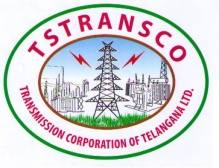 TSTRANSCO
TRANSMISSION CORPORATION OF TELANGANA LTD.